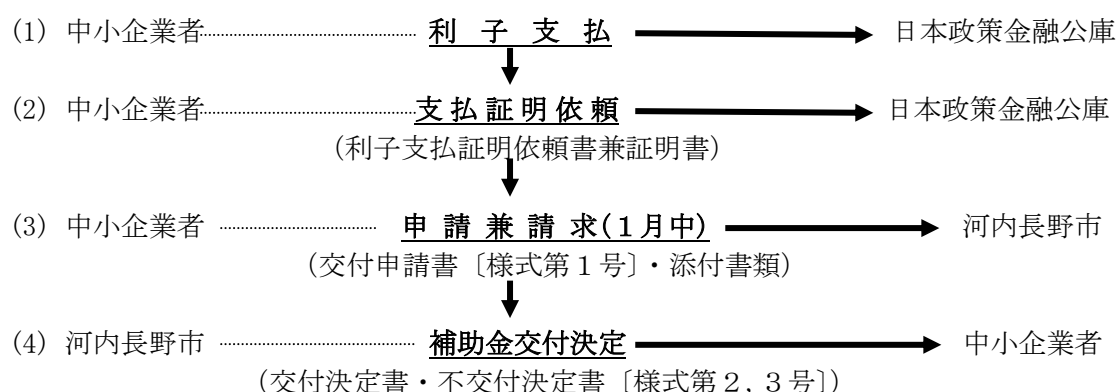 (1) 中小企業者 利 子 支 払 日本政策金融公庫
(2) 中小企業者 支 払 証 明 依 頼 日本政策金融公庫
(利子支払証明依頼書兼証明書)
(3) 中小企業者 申 請 兼 請 求(１月中) 河内長野市
(交付申請書〔様式第１号〕・添付書類)
(4) 河内長野市 補助金交付決定 中小企業者
(交付決定書・不交付決定書〔様式第２,３号〕)